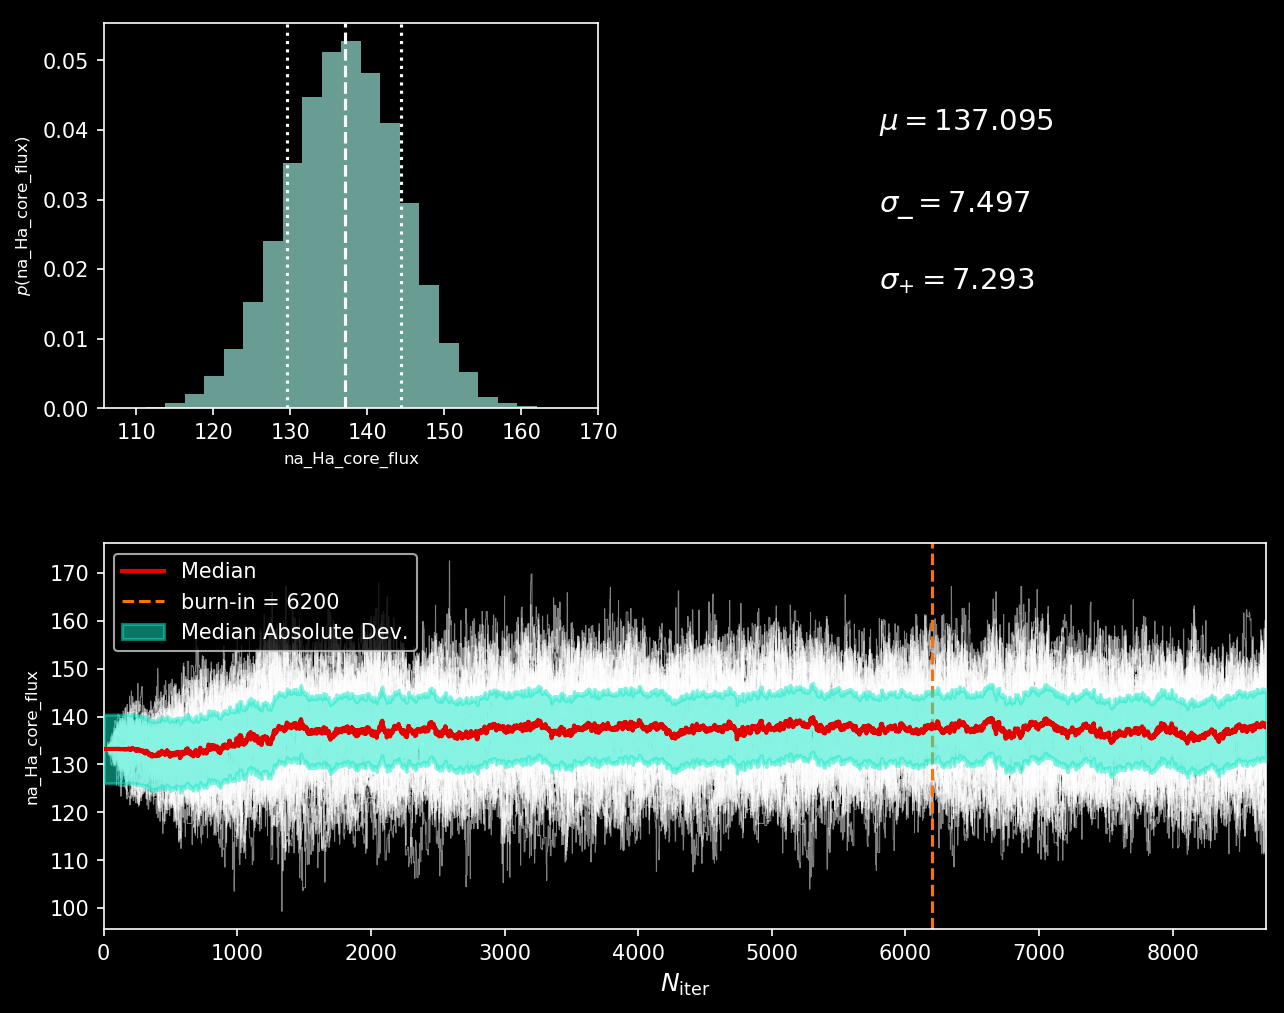 0.05
0.04
0.03
0.02
0.01
0.00
p(na_Ha_core_flux)
110 120 130 140 150 160 170
na_Ha_core_flux
μ = 137.095
σ_ = 7.497
σ+ = 7.293
170
160
150
140
130
120
110
100
na_Ha_core_flux
Median
burn-in = 6200
Median Absolute Dev.
0 1000 2000 3000 4000 5000 6000 7000 8000
Niter